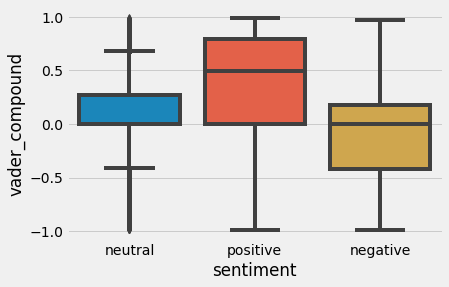 vader_compound
1.0
0.5
0.0
−0.5
−1.0
neutral positive negative
sentiment